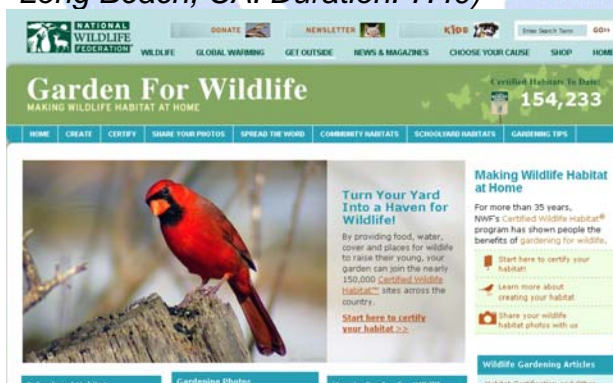 Long Beach, CA. Duration:
NATIONAL
WILDLIFE
FEDERATION
DONATE
NEWSLETTER
KiDS
Enter Search Term
GO>>
WILDLIFE
GLOBAL WARMING
GET OUTSIDE
NEWS & MAGAZINES
CHOOSE YOUR CAUSE
SHOP
HOME
Garden For Wildlife
MAKING WILDLIFE HABITAT AT HOME
Certified Habitats To Date:
154,233
HOME
CREATE
CERTIFY
SHARE YOUR PHOTOS
SPREAD THE WORD
COMMUNITY HABITATS
SCHOOLYARD HABITATS
GARDENING TIPS
Turn Your Yard
Into a Haven for
Wildlife!
By providing food, water,
cover and places for wildlife
to raise their young, your
garden can join the nearly
150,000 Certified Wildlife
Habitat™ sites across the
country.
Start here to certify
your habitat >>
Making Wildlife Habitat
at Home
For more than 35 years,
NWF's Certified Wildlife Habitat®
program has shown people the
benefits of gardening for wildlife.
Start here to certify your
habitat!
Learn more about
creating your habitat
Share your wildlife
habitat photos with us
Wildlife Gardening Articles
Gardening Photos